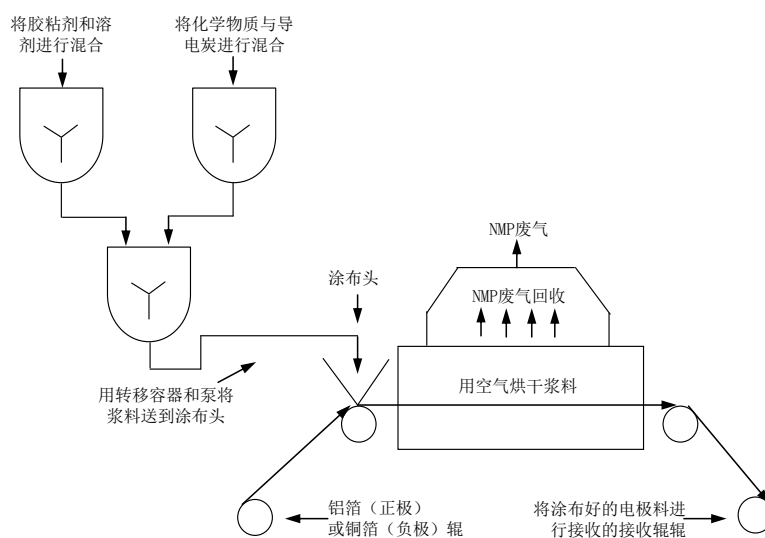 将胶粘剂和溶
剂进行混合
将化学物质与导
电炭进行混合
NMP废气
涂布头
NMP废气回收
用转移容器和泵将
浆料送到涂布头
用空气烘干浆料
铝箔（正极）
或铜箔（负极）辊
将涂布好的电极料进
行接收的接收辊辊